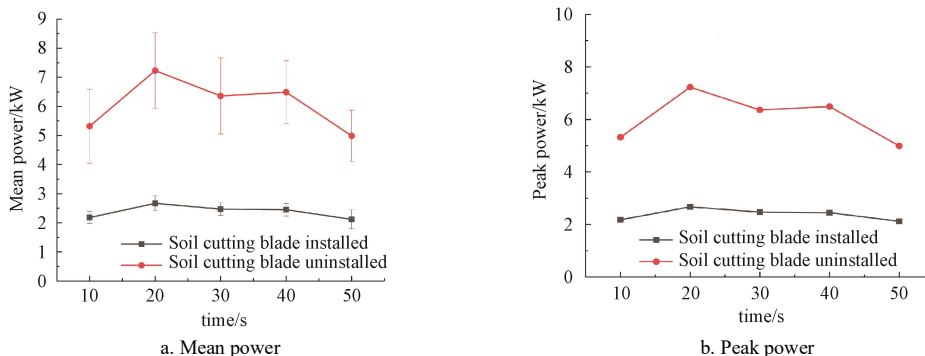 9
8
7
6
5
4
3
2
1
0
Mean power/kW
Soil cutting blade installed
Soil cutting blade uninstalled
10 20 30 40 50
time/s
a. Mean power
10
8
6
4
2
0
Peak power/kW
Soil cutting blade installed
Soil cutting blade uninstalled
10 20 30 40 50
time/s
b. Peak power